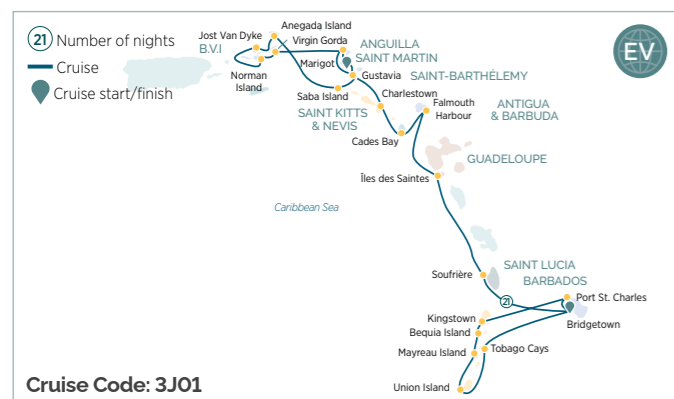 21 Number of nights
Cruise
Cruise start/finish
EV
Jost Van Dyke
B.V.I
Anegada Island
Virgin Gorda
Norman
Island
Marigot
ANGUILLA
SAINT MARTIN
Gustavia
SAINT-BARTHÉLEMY
Saba Island
Charlestown
SAINT KITTS
& NEVIS
Falmouth
Harbour
ANTIGUA
& BARBUDA
Cades Bay
GUADELOUPE
Îles des Saintes
Caribbean Sea
Soufrière
SAINT LUCIA
BARBADOS
21
Port St. Charles
Bridgetown
Kingstown
Bequia Island
Mayreau Island
Tobago Cays
Union Island
Cruise Code: 3J01